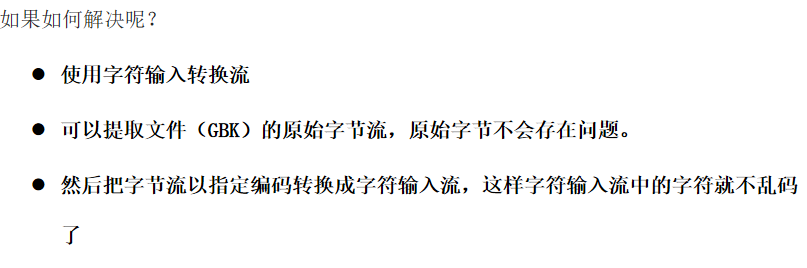 如果如何解决呢？
● 使用字符输入转换流
● 可以提取文件（GBK）的原始字节流，原始字节不会存在问题。
● 然后把字节流以指定编码转换成字符输入流，这样字符输入流中的字符就不乱码
了